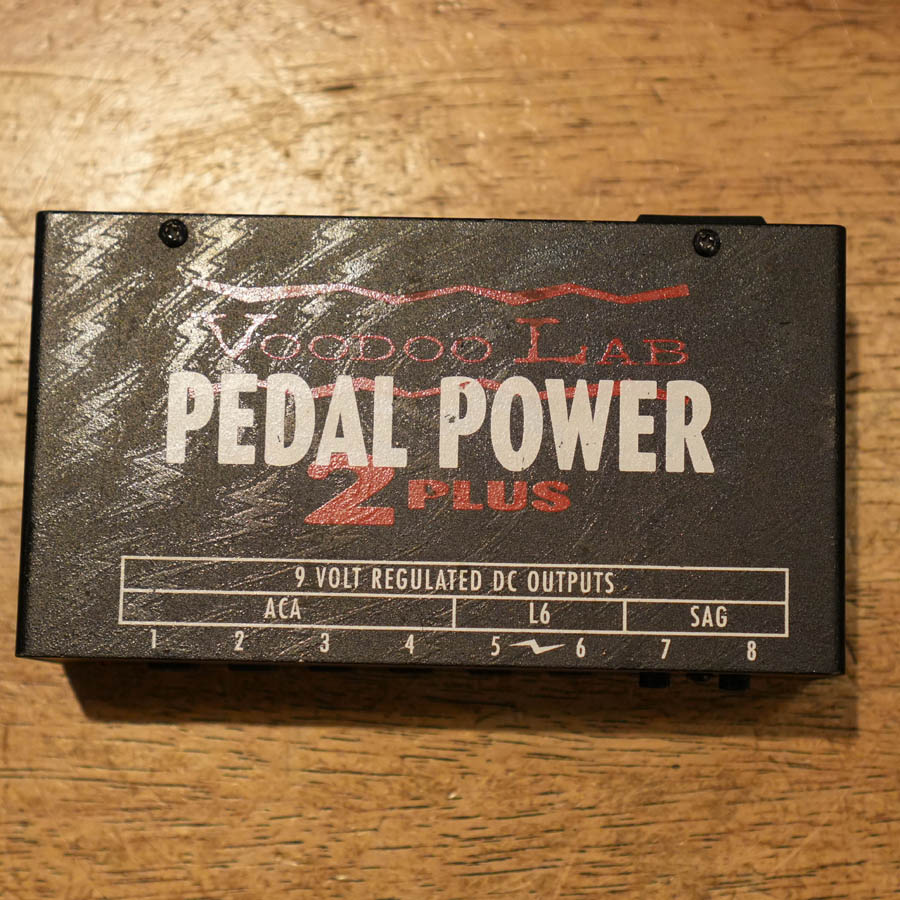 VOODOO LAB
PEDAL POWER
2 PLUS
9 VOLT REGULATED DC OUTPUTS
ACA L6 SAG
1 2 3 4 5 6 7 8